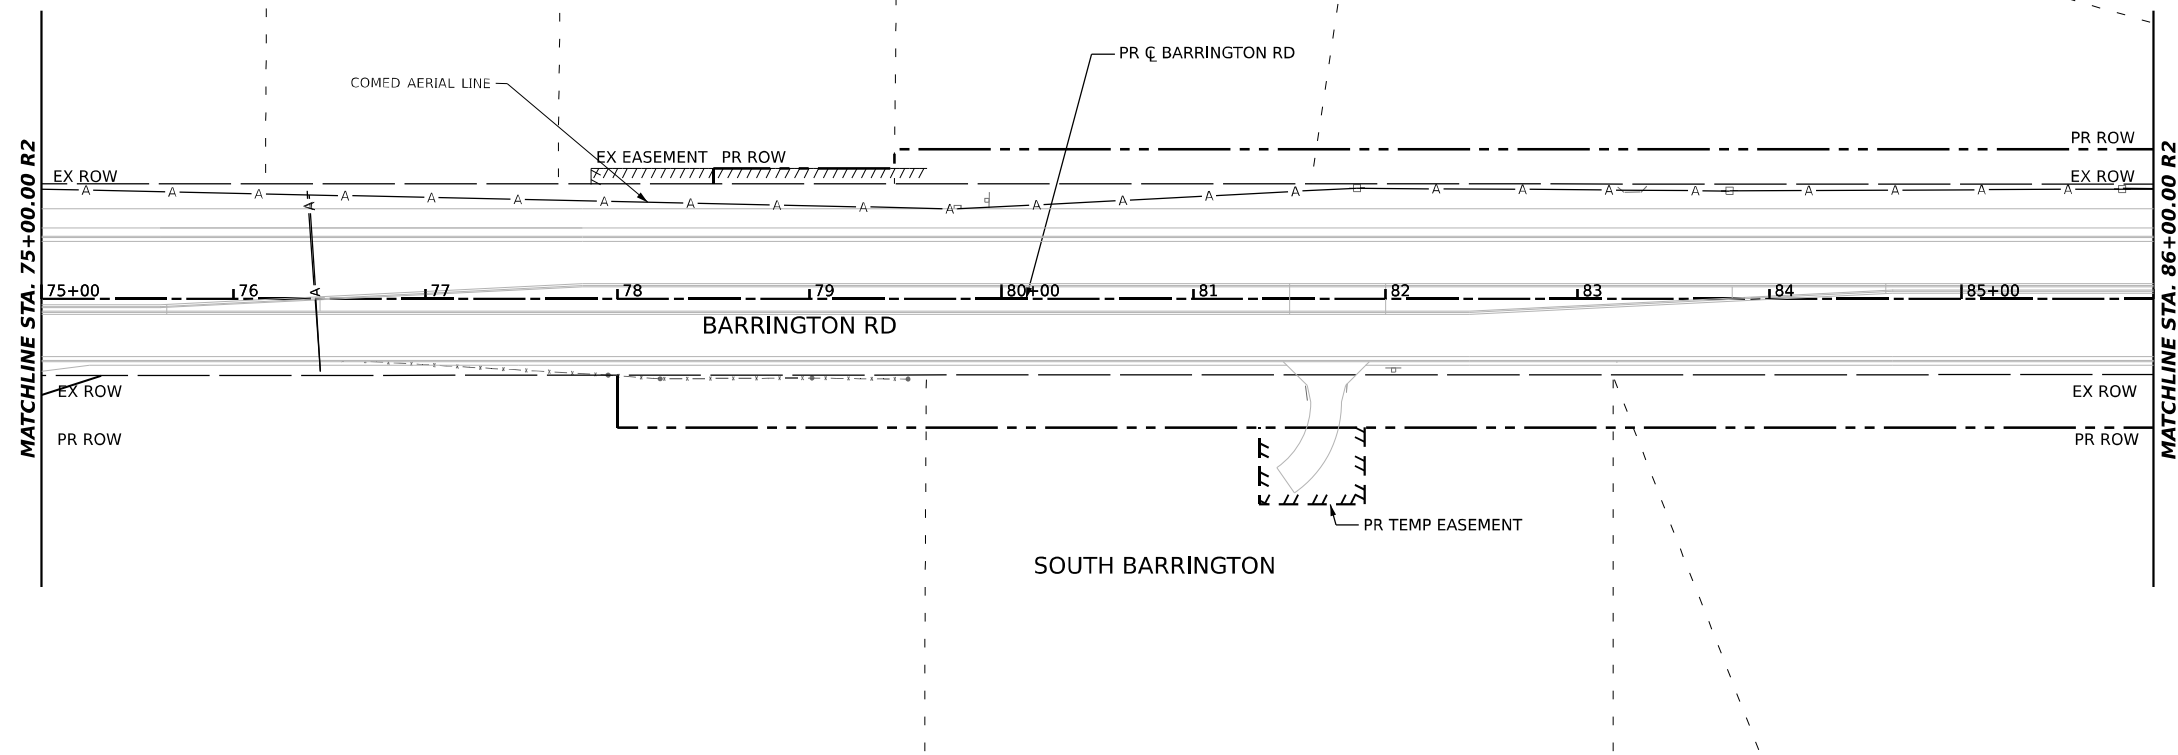 PR ℄ BARRINGTON RD
COMED AERIAL LINE
EX EASEMENT PR ROW
PR ROW
EX ROW
EX ROW
A A A A A A A A A A A A A A A A A A A A A A A A
A
A
MATCHLINE STA. 75+00.00 R2
MATCHLINE STA. 86+00.00 R2
75+00 76 77 78 79 80+00 81 82 83 84 85+00
BARRINGTON RD
EX ROW
EX ROW
PR ROW
PR ROW
PR TEMP EASEMENT
SOUTH BARRINGTON